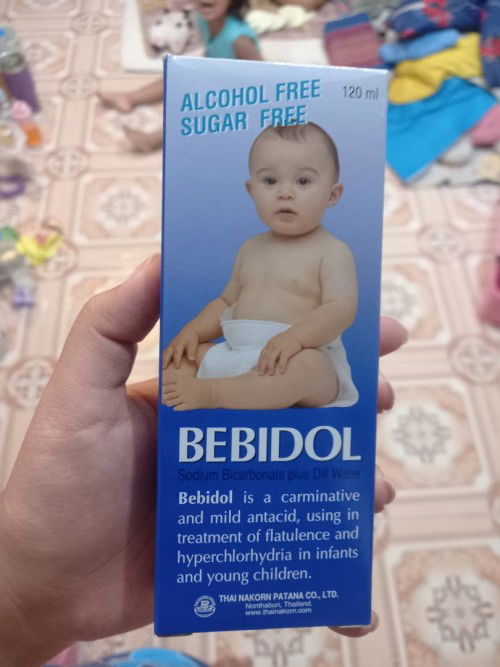 ALCOHOL FREE
SUGAR FREE
120 ml
BEBIDOL
Sodium Bicarbonate plus Dill Water
Bebidol is a carminative
and mild antacid, using in
treatment of flatulence and
hyperchlorhydria in infants
and young children.
THAI NAKORN PATANA CO., LTD.
Nonthaburi, Thailand.
www.thainakorn.com